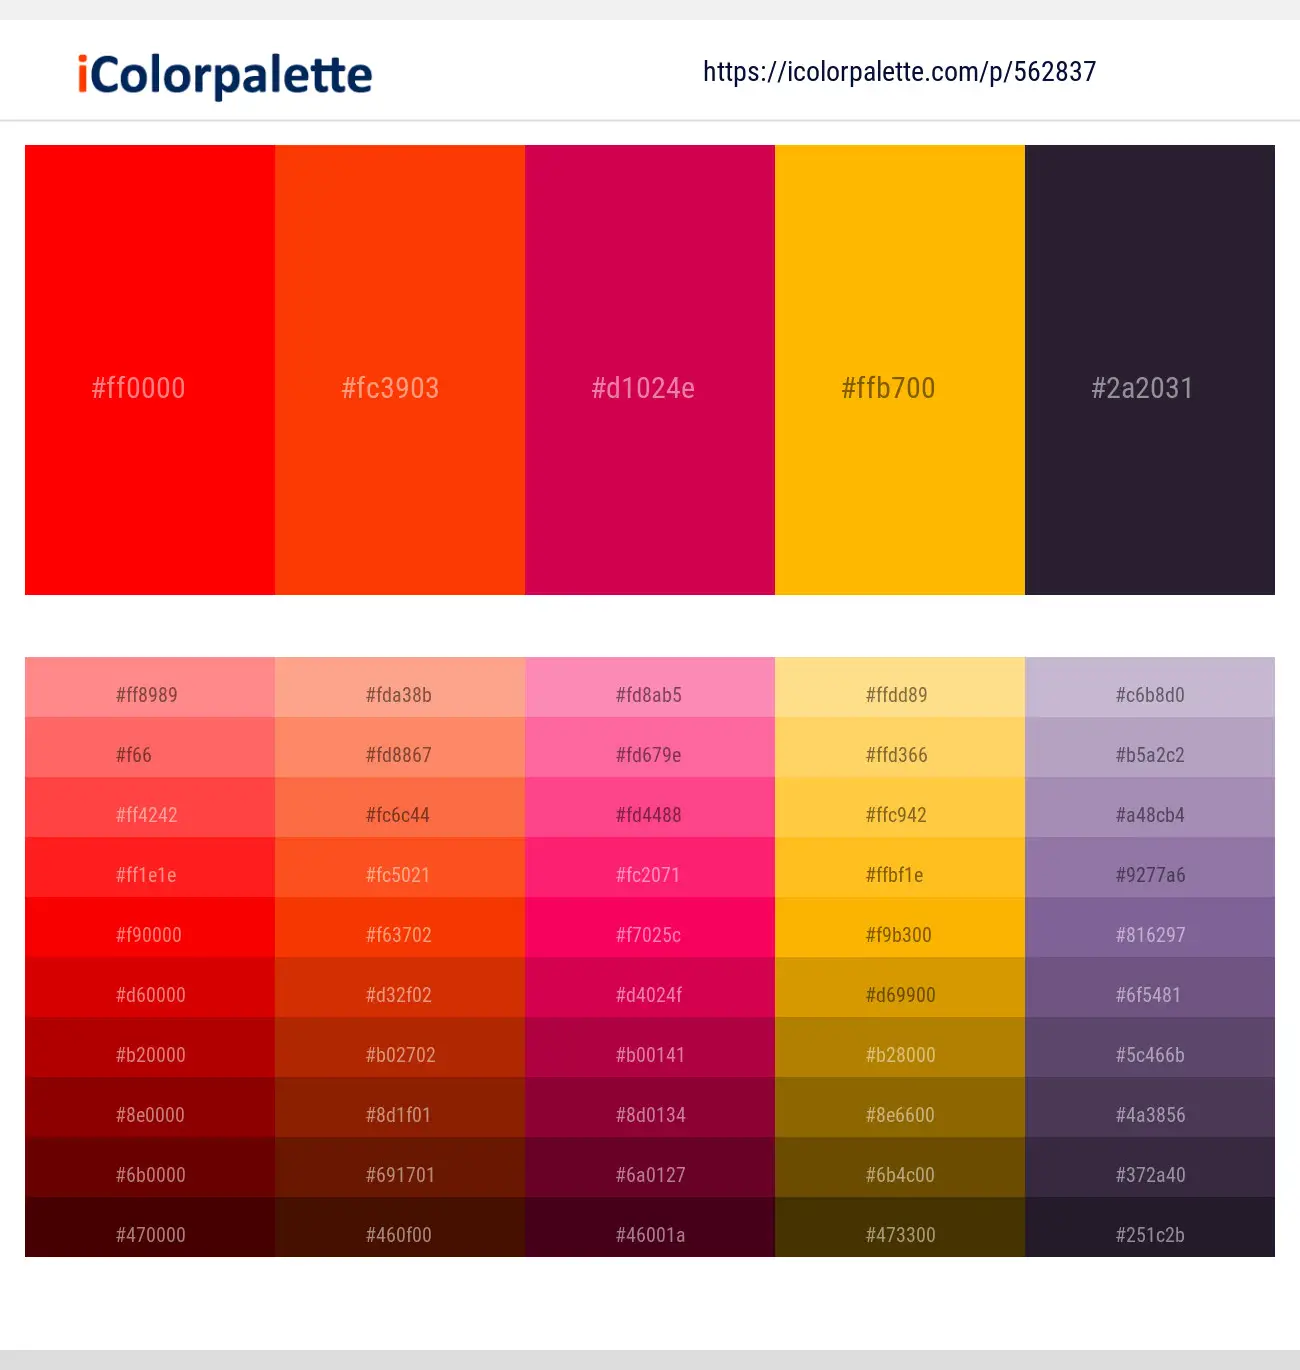 iColorpalette https://icolorpalette.com/p/562837
#ff0000 #fc3903 #d1024e #ffb700 #2a2031
#ff8989 #fda38b #fd8ab5 #ffdd89 #c6b8d0
#f66 #fd8867 #fd679e #ffd366 #b5a2c2
#ff4242 #fc6c44 #fd4488 #ffc942 #a48cb4
#ff1e1e #fc5021 #fc2071 #ffbf1e #9277a6
#f90000 #f63702 #f7025c #f9b300 #816297
#d60000 #d32f02 #d4024f #d69900 #6f5481
#b20000 #b02702 #b00141 #b28000 #5c466b
#8e0000 #8d1f01 #8d0134 #8e6600 #4a3856
#6b0000 #691701 #6a0127 #6b4c00 #372a40
#470000 #460f00 #46001a #473300 #251c2b